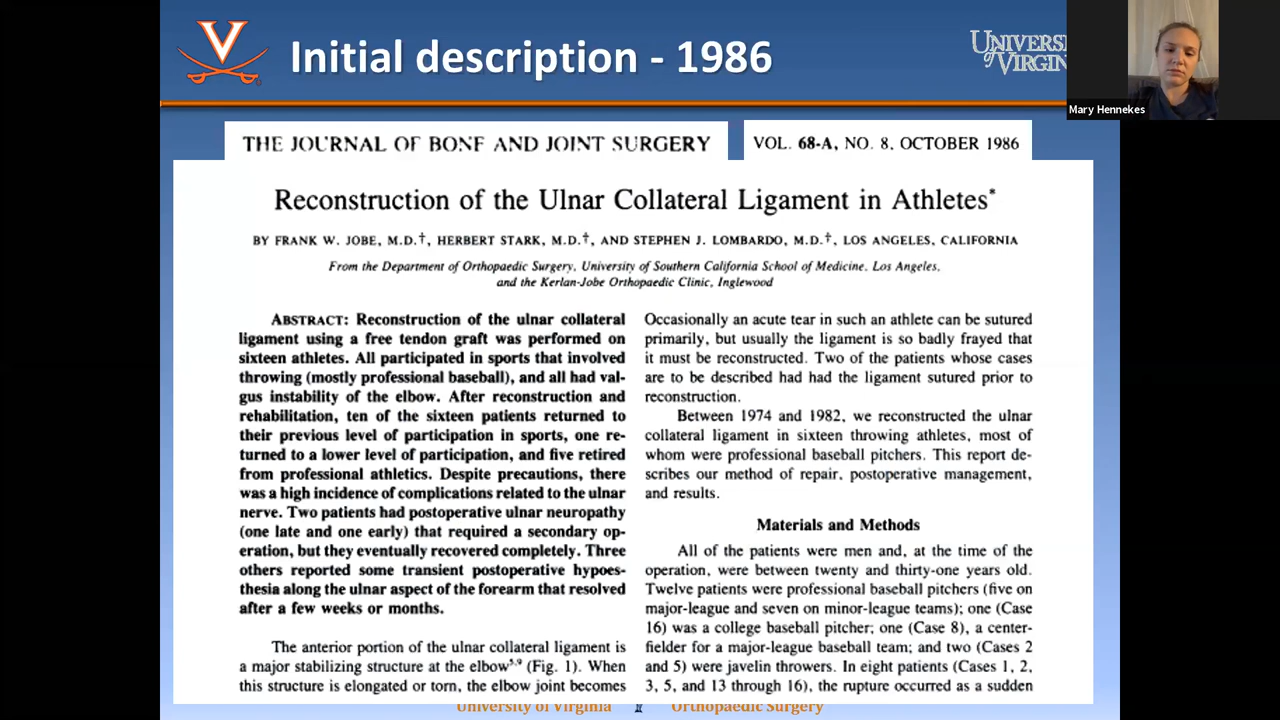 Initial description - 1986
UNIVERSI
of VIRGIN
Mary Hennekes
THE JOURNAL OF BONE AND JOINT SURGERY
VOL. 68-A, NO. 8, OCTOBER 1986
Reconstruction of the Ulnar Collateral Ligament in Athletes*
BY FRANK W. JOBE, M.D.†, HERBERT STARK, M.D.†, AND STEPHEN J. LOMBARDO, M.D.†, LOS ANGELES, CALIFORNIA
From the Department of Orthopaedic Surgery, University of Southern California School of Medicine, Los Angeles,
and the Kerlan-Jobe Orthopaedic Clinic, Inglewood
ABSTRACT: Reconstruction of the ulnar collateral
ligament using a free tendon graft was performed on
sixteen athletes. All participated in sports that involved
throwing (mostly professional baseball), and all had val-
gus instability of the elbow. After reconstruction and
rehabilitation, ten of the sixteen patients returned to
their previous level of participation in sports, one re-
turned to a lower level of participation, and five retired
from professional athletics. Despite precautions, there
was a high incidence of complications related to the ulnar
nerve. Two patients had postoperative ulnar neuropathy
(one late and one early) that required a secondary op-
eration, but they eventually recovered completely. Three
others reported some transient postoperative hypoes-
thesia along the ulnar aspect of the forearm that resolved
after a few weeks or months.
The anterior portion of the ulnar collateral ligament is
a major stabilizing structure at the elbow5,9 (Fig. 1). When
this structure is elongated or torn, the elbow joint becomes
Occasionally an acute tear in such an athlete can be sutured
primarily, but usually the ligament is so badly frayed that
it must be reconstructed. Two of the patients whose cases
are to be described had had the ligament sutured prior to
reconstruction.
Between 1974 and 1982, we reconstructed the ulnar
collateral ligament in sixteen throwing athletes, most of
whom were professional baseball pitchers. This report de-
scribes our method of repair, postoperative management,
and results.
Materials and Methods
All of the patients were men and, at the time of the
operation, were between twenty and thirty-one years old.
Twelve patients were professional baseball pitchers (five on
major-league and seven on minor-league teams); one (Case
16) was a college baseball pitcher; one (Case 8), a center-
fielder for a major-league baseball team; and two (Cases 2
and 5) were javelin throwers. In eight patients (Cases 1, 2,
3, 5, and 13 through 16), the rupture occurred as a sudden
University of Virginia Orthopaedic Surgery